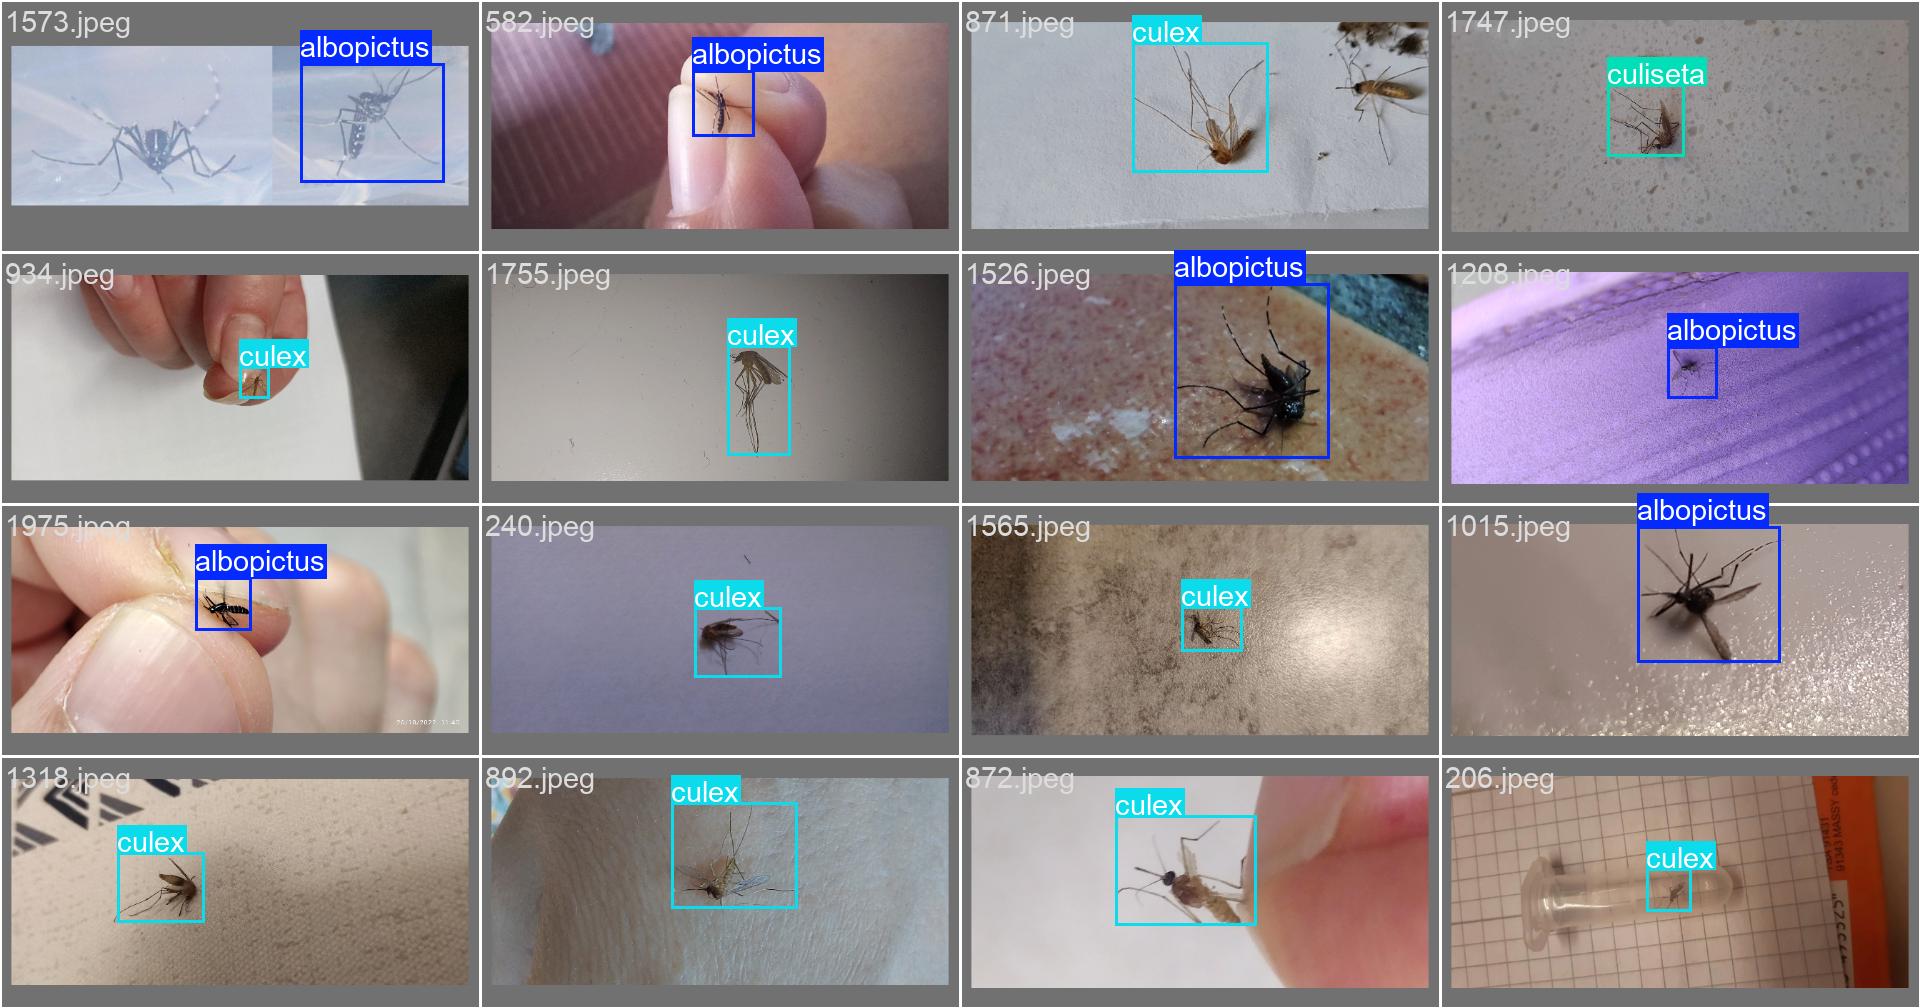 1573.jpeg
albopictus
582.jpeg
albopictus
871.jpeg
culex
1747.jpeg
culiseta
934.jpeg
culex
1755.jpeg
culex
1526.jpeg
albopictus
1208.jpeg
albopictus
1975.jpeg
albopictus
240.jpeg
culex
1565.jpeg
culex
1015.jpeg
albopictus
1318.jpeg
culex
892.jpeg
culex
872.jpeg
culex
206.jpeg
culex
91343 MASSY